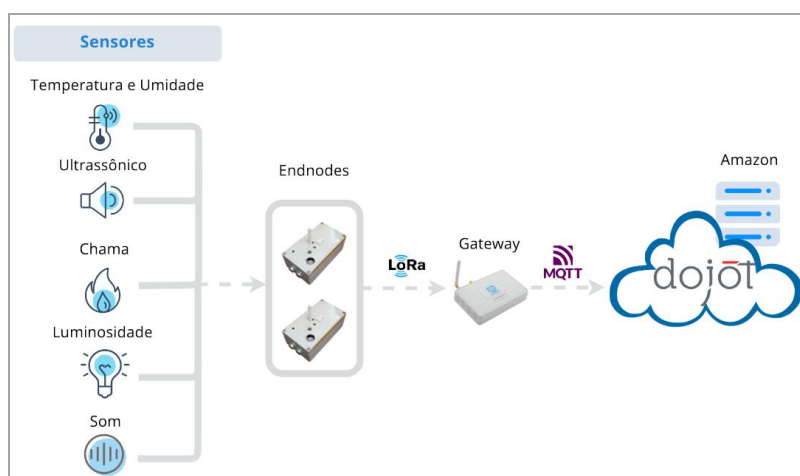 Sensores
Temperatura e Umidade
Ultrassônico
Chama
Luminosidade
Som
Endnodes
LoRa
Gateway
MQTT
Amazon
dojot